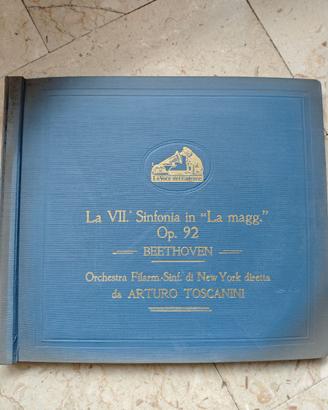 La Voce del Padrone
La VII.ª Sinfonia in "La magg."
Op. 92
BEETHOVEN
Orchestra Filarm.-Sinf. di New York diretta
da ARTURO TOSCANINI